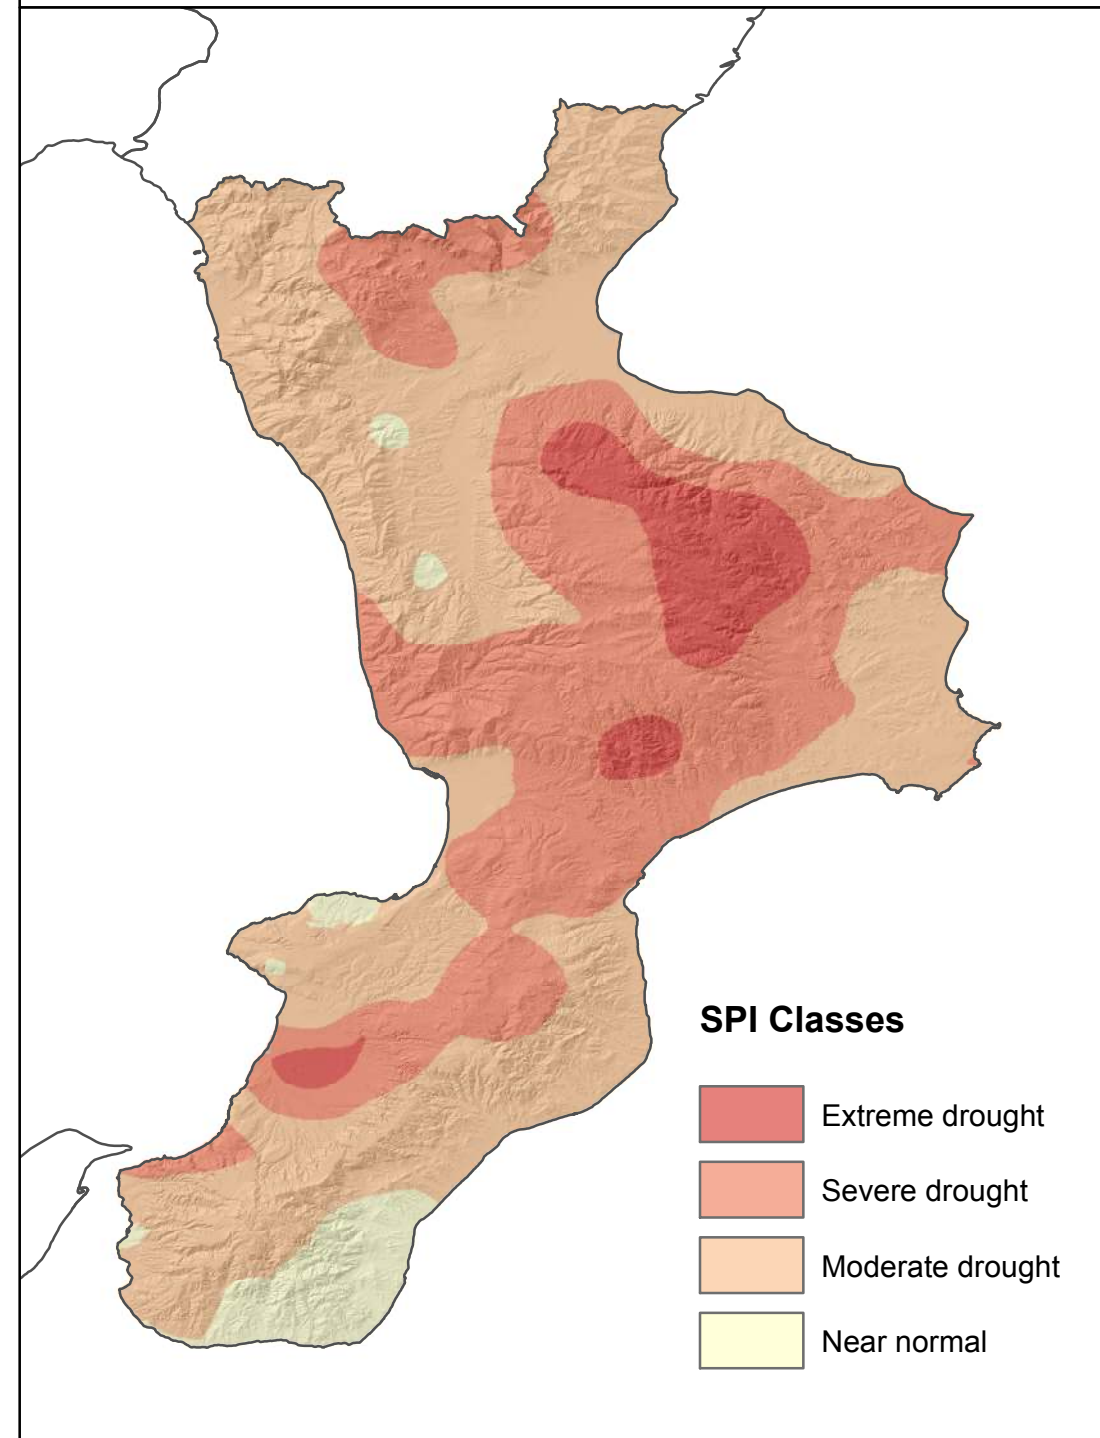 SPI Classes
Extreme drought
Severe drought
Moderate drought
Near normal